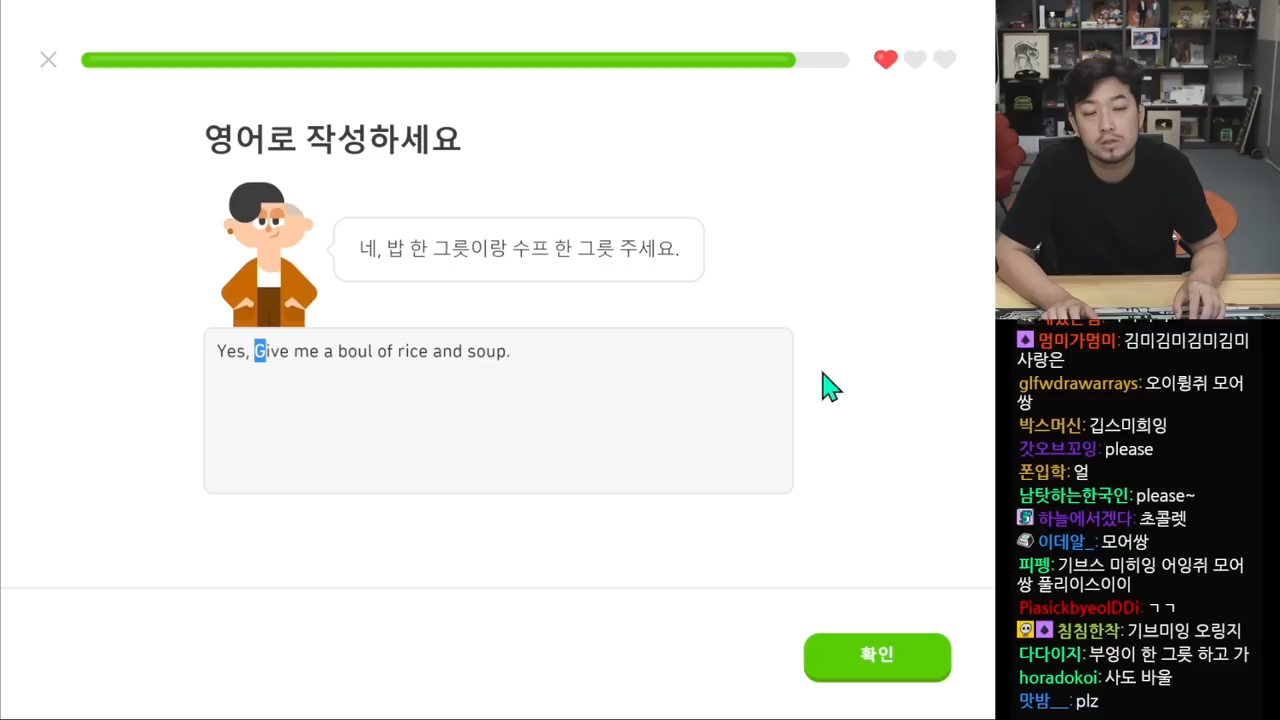 영어로 작성하세요
네, 밥 한 그릇이랑 수프 한 그릇 주세요.
Yes, Give me a boul of rice and soup.
확인
멈미가멈미: 김미김미김미김미
사랑은
glfwdrawarrays: 오이륑쥐 모어
쌍
박스머신: 깁스미희잉
갓오브꼬잉: please
폰입학: 얼
남탓하는한국인: please~
하늘에서겠다: 초콜렛
이데알_: 모어쌍
피펭: 기브스 미히잉 어잉쥐 모어
쌍 풀리이스이이
PiasickbyeolDDi: ㄱㄱ
침침한착: 기브미잉 오링지
다다이지: 부엉이 한 그릇 하고 가
horadokoi: 사도 바울
맛밤__: plz